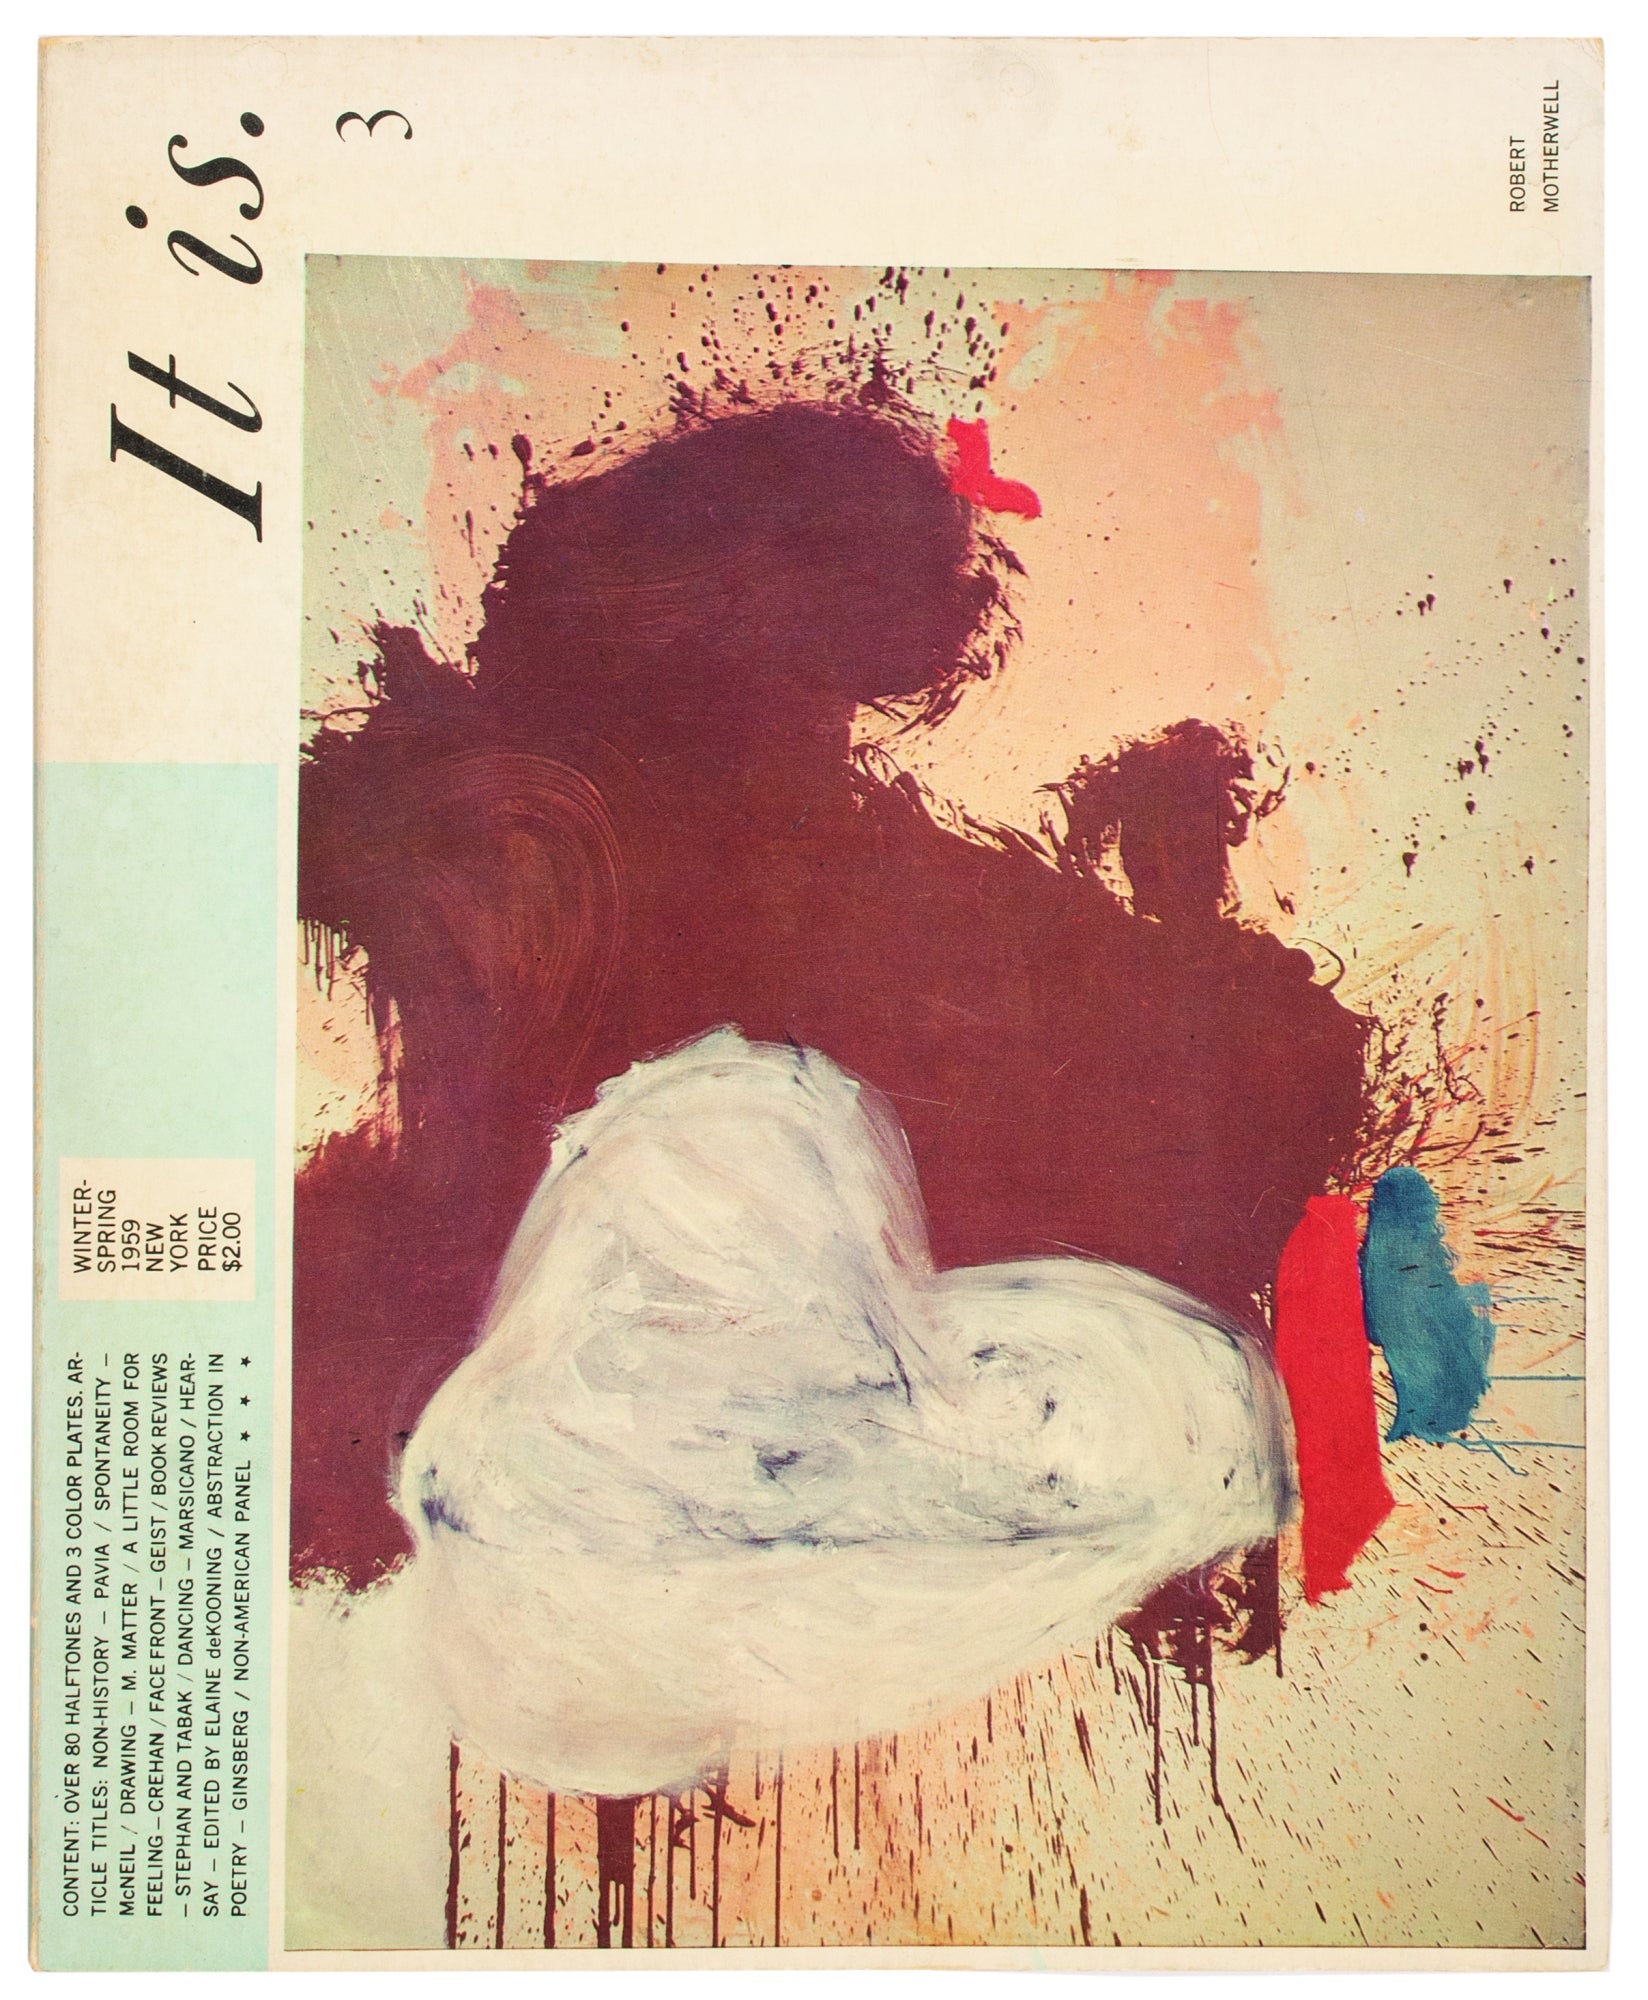 CONTENT: OVER 80 HALFTONES AND 3 COLOR PLATES. AR-
TICLE TITLES: NON-HISTORY – PAVIA / SPONTANEITY –
McNEIL / DRAWING – M. MATTER / A LITTLE ROOM FOR
FEELING – CREHAN / FACE FRONT – GEIST / BOOK REVIEWS
– STEPHAN AND TABAK / DANCING – MARSICANO / HEAR-
SAY – EDITED BY ELAINE deKOONING / ABSTRACTION IN
POETRY – GINSBERG / NON-AMERICAN PANEL ★ ★ ★
WINTER-
SPRING
1959
NEW
YORK
PRICE
$2.00
It is.
3
ROBERT
MOTHERWELL